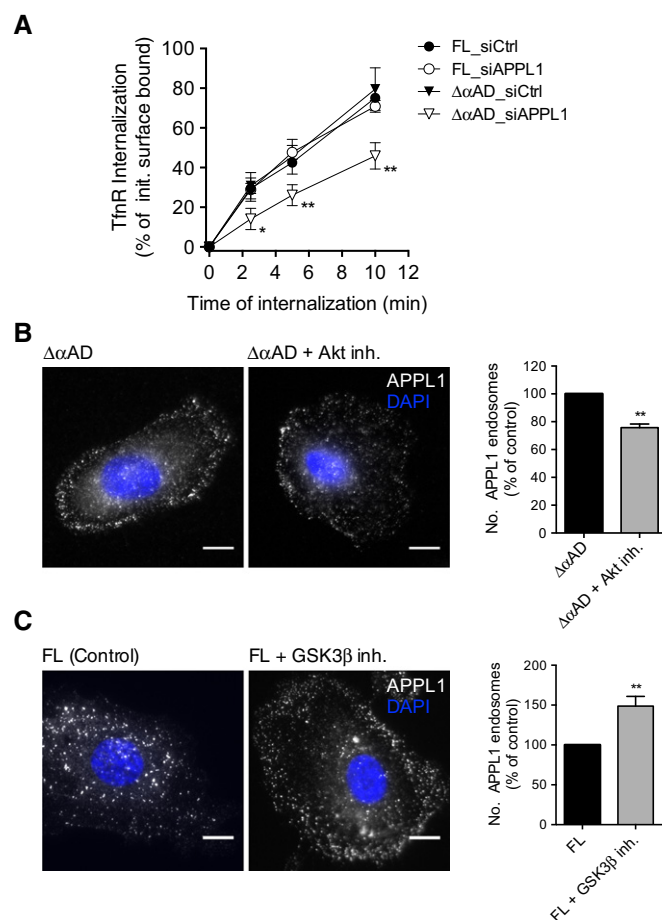 A
TfnR Internalization
(% of init. surface bound)
100
80
60
40
20
0
0 2 4 6 8 10 12
Time of internalization (min)
*
**
**
FL_siCtrl
FL_siAPPL1
ΔαAD_siCtrl
ΔαAD_siAPPL1
B
ΔαAD
ΔαAD + Akt inh.
APPL1
DAPI
No. APPL1 endosomes
(% of control)
120
100
80
60
40
20
0
**
ΔαAD
ΔαAD + Akt inh.
C
FL (Control)
FL + GSK3β inh.
APPL1
DAPI
No. APPL1 endosomes
(% of control)
200
150
100
50
0
**
FL
FL + GSK3β inh.